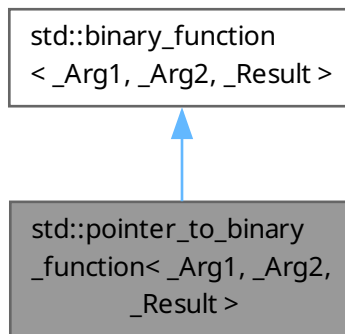 std::binary_function
< _Arg1, _Arg2, _Result >
std::pointer_to_binary
_function< _Arg1, _Arg2,
_Result >